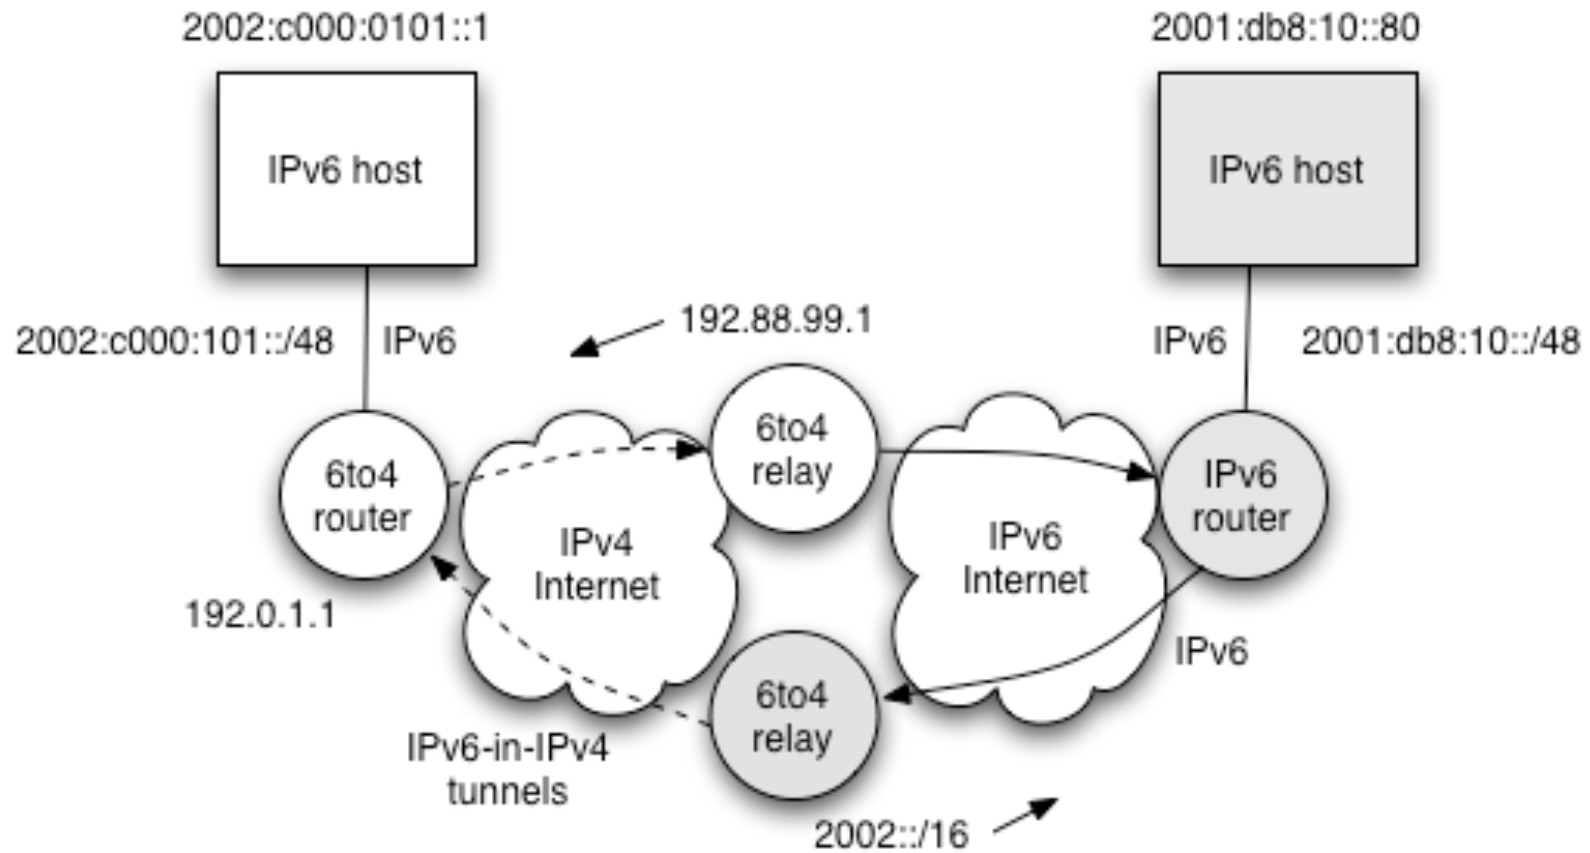 2002:c000:0101::1
2001:db8:10::80
IPv6 host
IPv6 host
192.88.99.1
2002:c000:101::/48
IPv6
IPv6
2001:db8:10::/48
6to4
router
6to4
relay
IPv6
router
IPv4
Internet
IPv6
Internet
192.0.1.1
IPv6
6to4
relay
IPv6-in-IPv4
tunnels
2002::/16